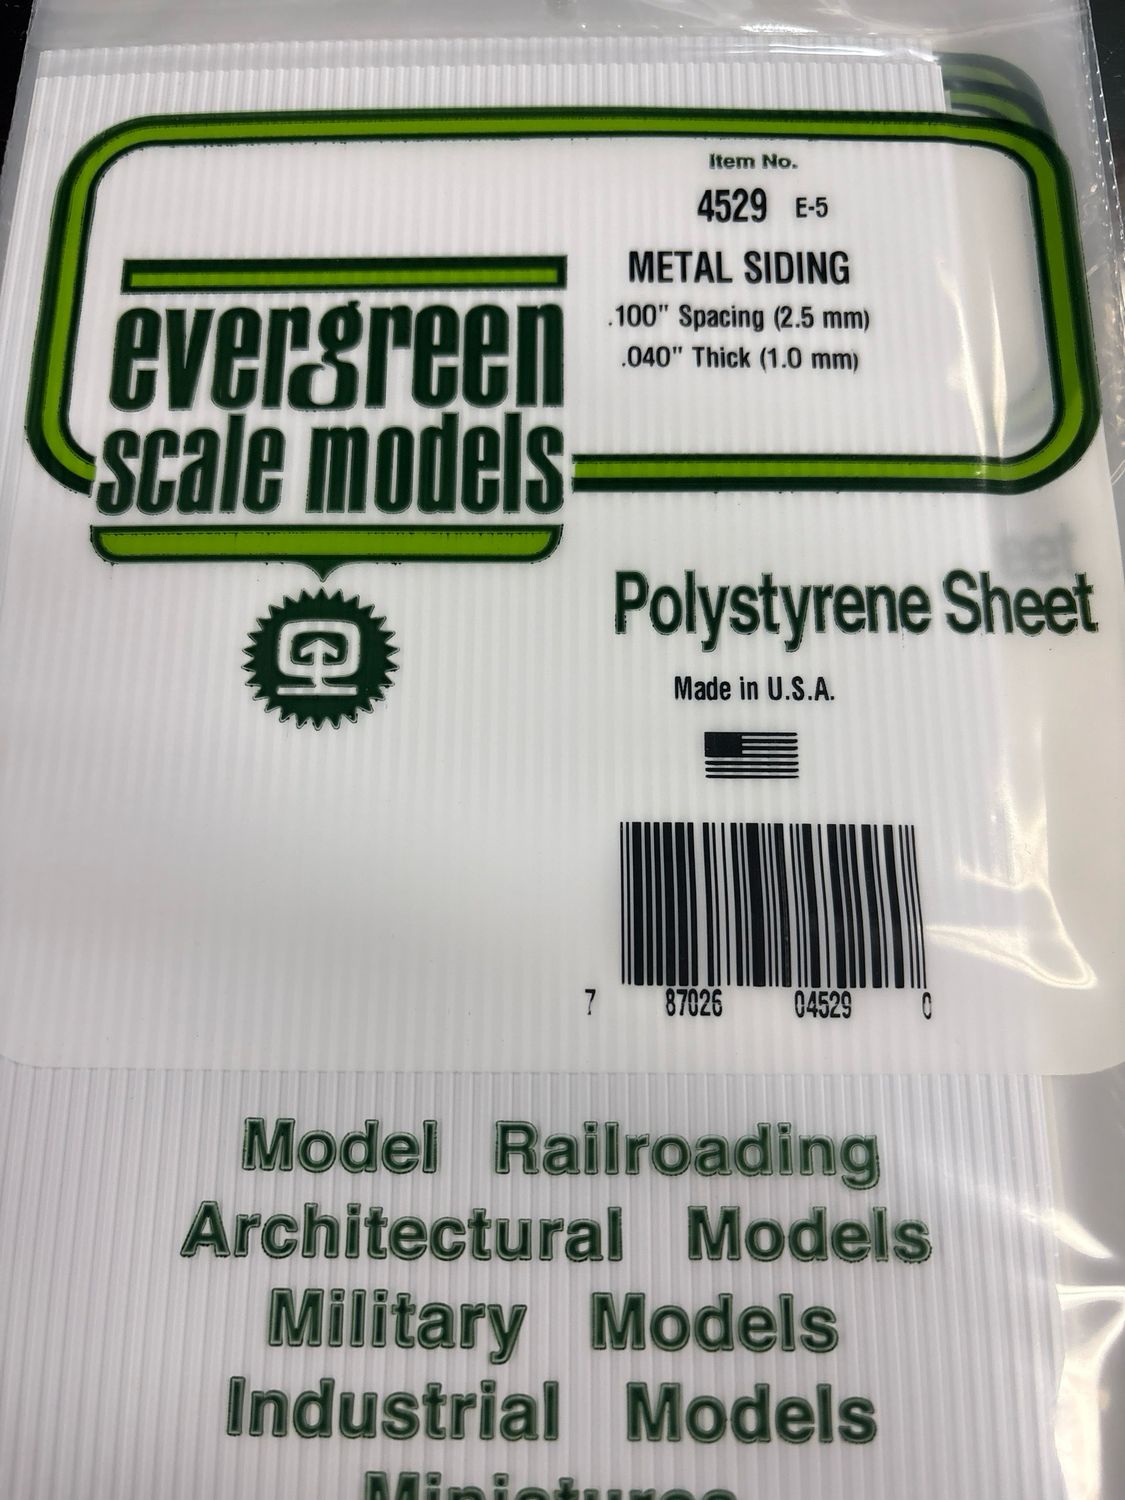 Item No.
4529 E-5
METAL SIDING
.100" Spacing (2.5 mm)
.040" Thick (1.0 mm)
evergreen
scale models
Polystyrene Sheet
Made in U.S.A.
7 87026 04529 0
Model Railroading
Architectural Models
Military Models
Industrial Models
Miniatures